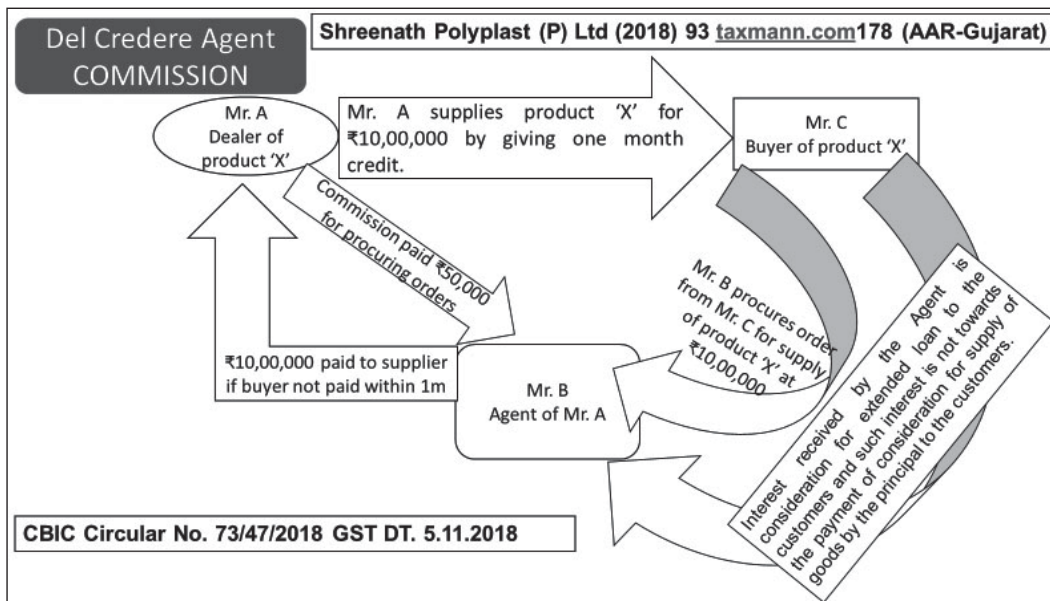 Del Credere Agent
COMMISSION
Shreenath Polyplast (P) Ltd (2018) 93 taxmann.com178 (AAR-Gujarat)
Mr. A
Dealer of
product ‘X’
Mr. A supplies product ‘X’ for
₹10,00,000 by giving one month
credit.
Mr. C
Buyer of product ‘X’
Commission paid ₹50,000
for procuring orders
Mr. B procures order
from Mr. C for supply
of product ‘X’ at
₹10,00,000
Interest received by the Agent is
consideration for extended loan to the
customers and such interest is not towards
the payment of consideration for supply of
goods by the principal to the customers.
₹10,00,000 paid to supplier
if buyer not paid within 1m
Mr. B
Agent of Mr. A
CBIC Circular No. 73/47/2018 GST DT. 5.11.2018